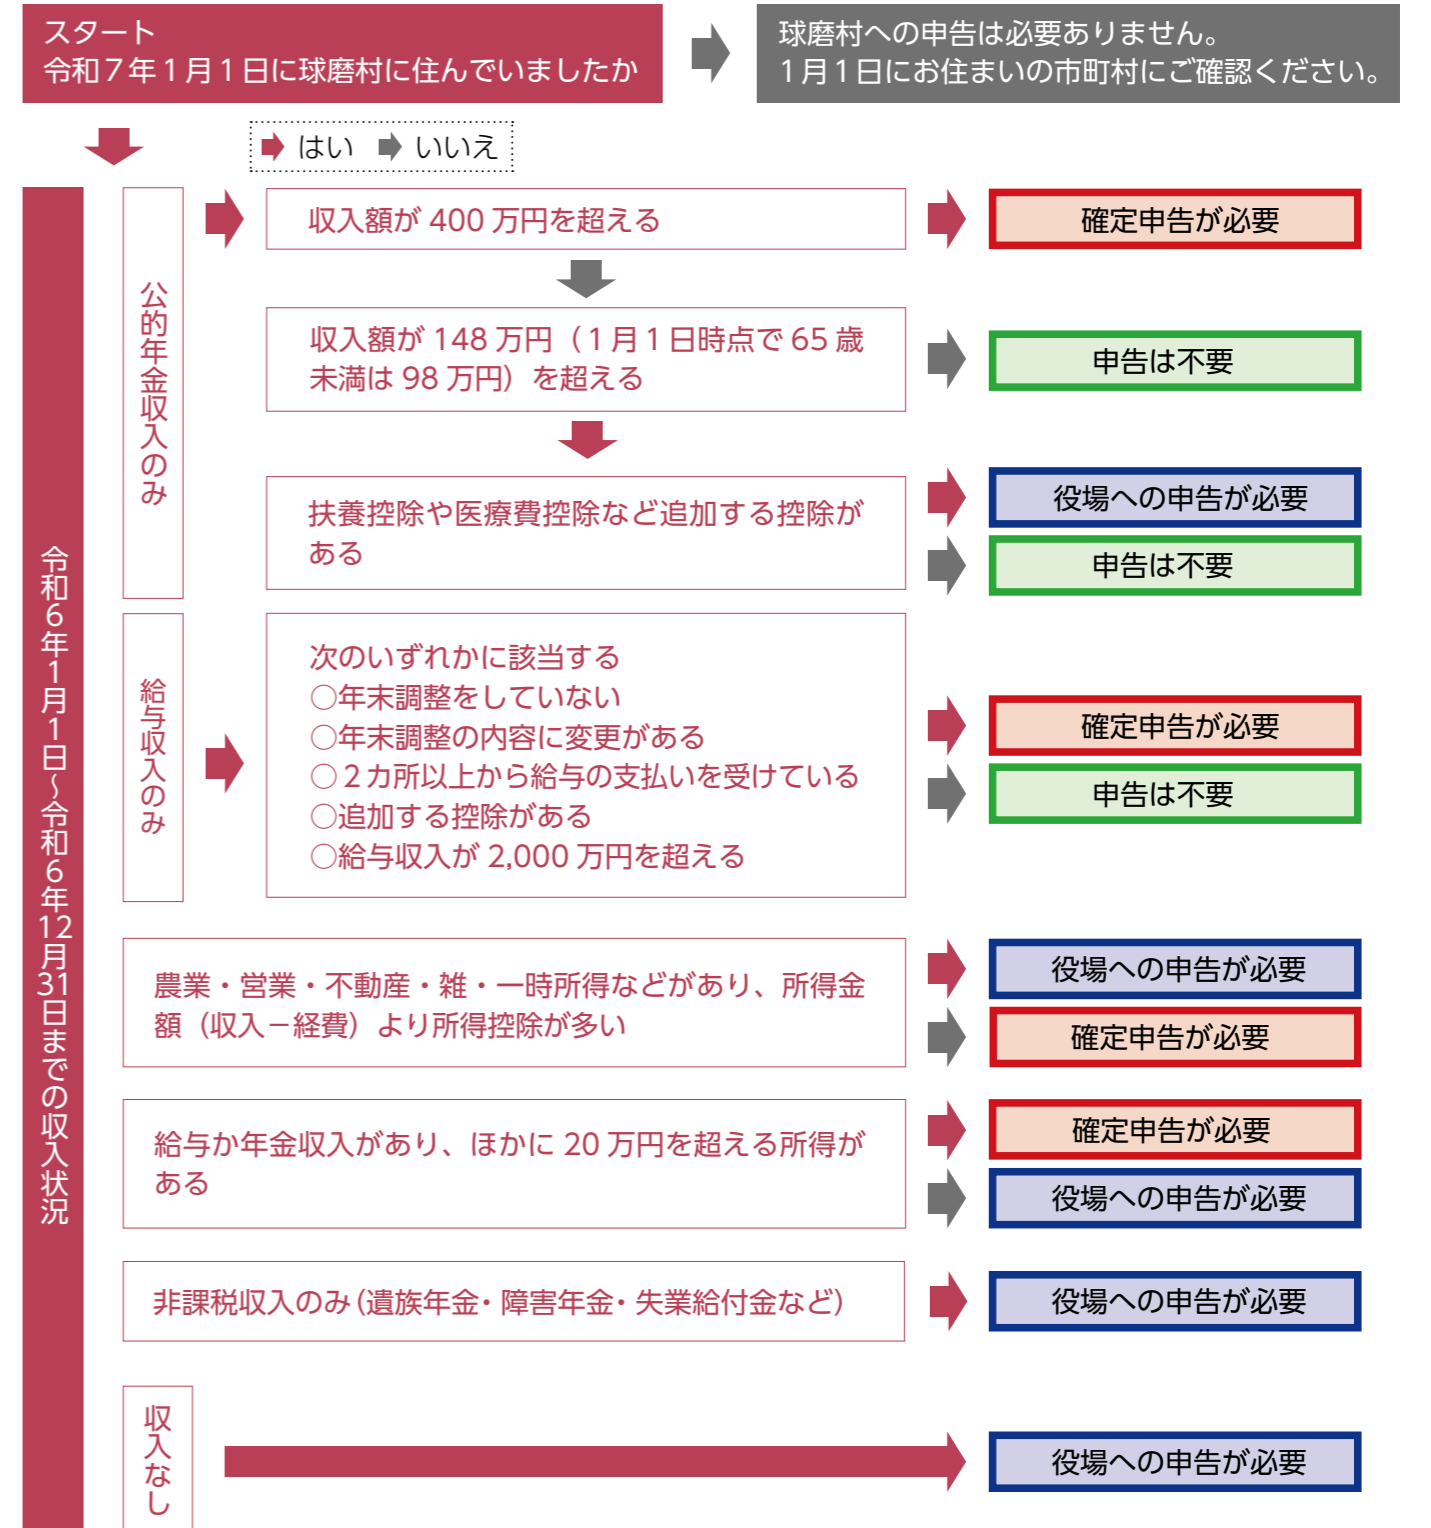 スタート
令和７年１月１日に球磨村に住んでいましたか
球磨村への申告は必要ありません。
１月１日にお住まいの市町村にご確認ください。
はい いいえ
令和６年１月１日～令和６年12月31日までの収入状況
公的年金収入のみ
収入額が 400 万円を超える
確定申告が必要
収入額が 148 万円（１月１日時点で 65 歳
未満は 98 万円）を超える
申告は不要
扶養控除や医療費控除など追加する控除が
ある
役場への申告が必要
申告は不要
給与収入のみ
次のいずれかに該当する
○年末調整をしていない
○年末調整の内容に変更がある
○２カ所以上から給与の支払いを受けている
○追加する控除がある
○給与収入が 2,000 万円を超える
確定申告が必要
申告は不要
農業・営業・不動産・雑・一時所得などがあり、所得金
額（収入－経費）より所得控除が多い
役場への申告が必要
確定申告が必要
給与か年金収入があり、ほかに 20 万円を超える所得が
ある
確定申告が必要
役場への申告が必要
非課税収入のみ（遺族年金・障害年金・失業給付金など）
役場への申告が必要
収入なし
役場への申告が必要